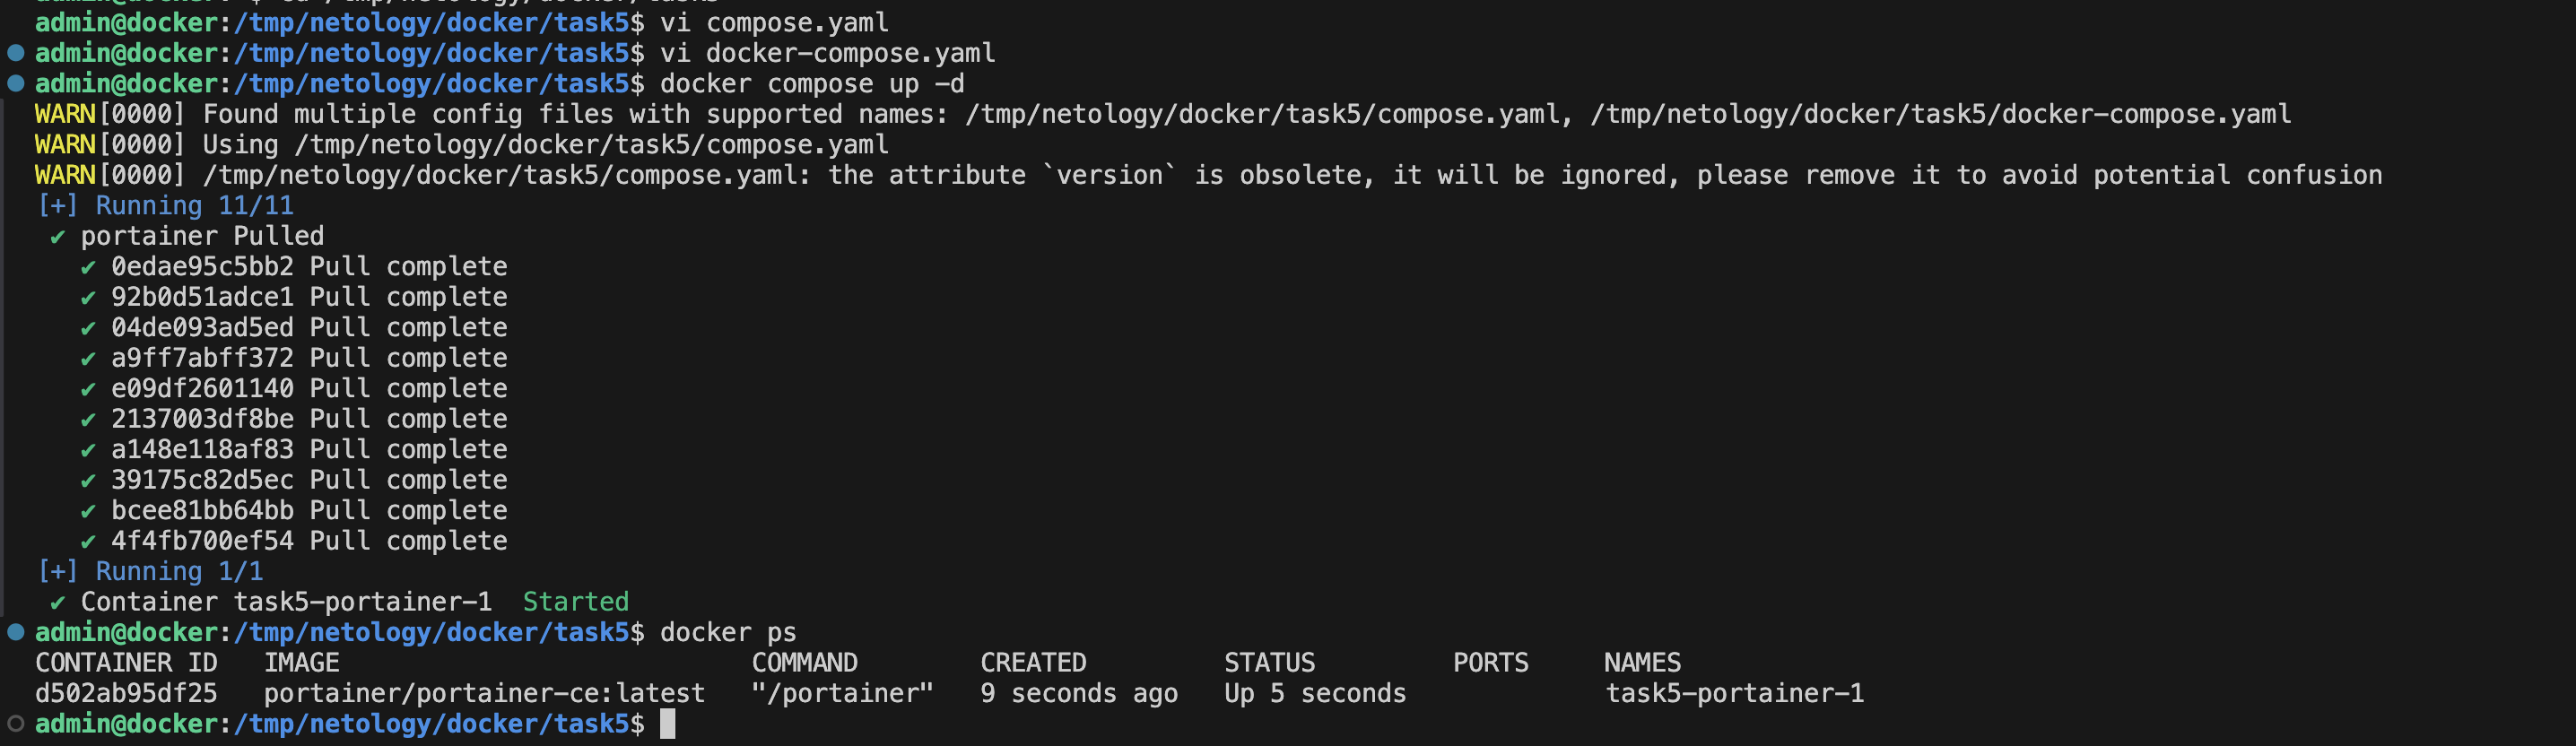 admin@docker:/tmp/netology/docker/task5$ vi compose.yaml
admin@docker:/tmp/netology/docker/task5$ vi docker-compose.yaml
admin@docker:/tmp/netology/docker/task5$ docker compose up -d
WARN[0000] Found multiple config files with supported names: /tmp/netology/docker/task5/compose.yaml, /tmp/netology/docker/task5/docker-compose.yaml
WARN[0000] Using /tmp/netology/docker/task5/compose.yaml
WARN[0000] /tmp/netology/docker/task5/compose.yaml: the attribute `version` is obsolete, it will be ignored, please remove it to avoid potential confusion
[+] Running 11/11
✔ portainer Pulled
✔ 0edae95c5bb2 Pull complete
✔ 92b0d51adce1 Pull complete
✔ 04de093ad5ed Pull complete
✔ a9ff7abff372 Pull complete
✔ e09df2601140 Pull complete
✔ 2137003df8be Pull complete
✔ a148e118af83 Pull complete
✔ 39175c82d5ec Pull complete
✔ bcee81bb64bb Pull complete
✔ 4f4fb700ef54 Pull complete
[+] Running 1/1
✔ Container task5-portainer-1  Started
admin@docker:/tmp/netology/docker/task5$ docker ps
CONTAINER ID   IMAGE                           COMMAND        CREATED         STATUS         PORTS     NAMES
d502ab95df25   portainer/portainer-ce:latest   "/portainer"   9 seconds ago   Up 5 seconds             task5-portainer-1
admin@docker:/tmp/netology/docker/task5$